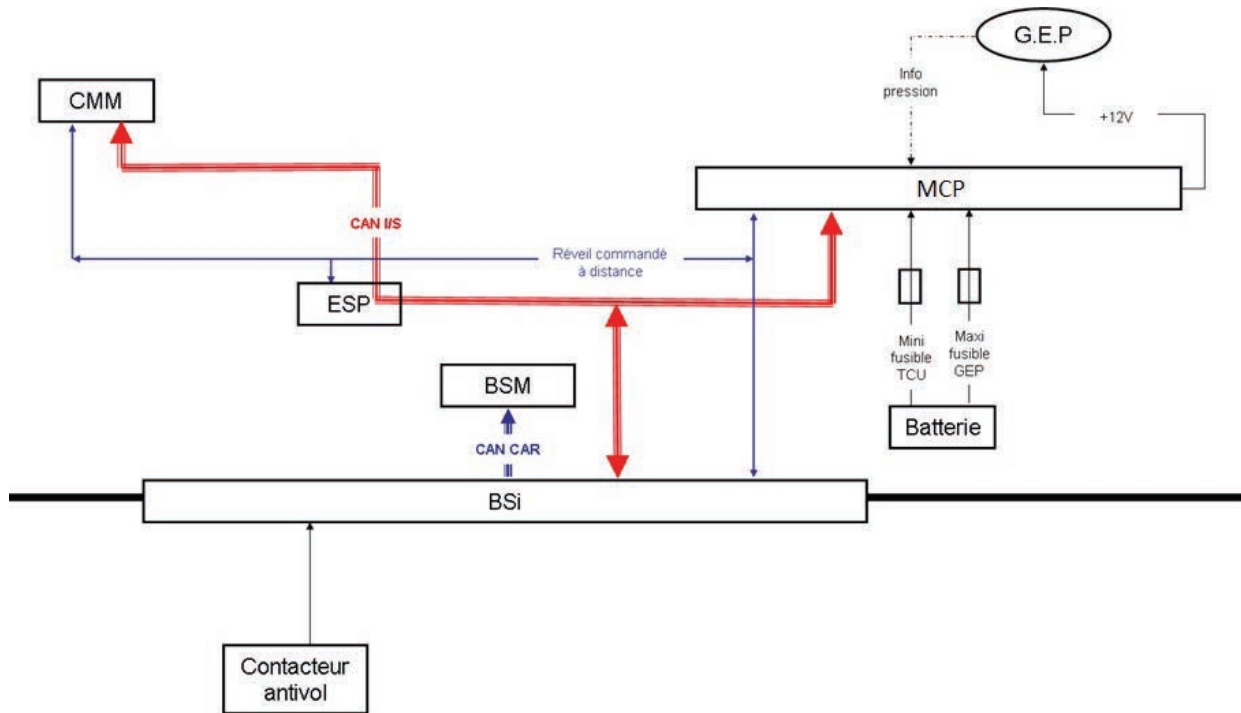 G.E.P
Info
pression
CMM
+12V
MCP
CAN I/S
Réveil commandé
à distance
ESP
Mini
fusible
TCU
Maxi
fusible
GEP
BSM
Batterie
CAN CAR
BSi
Contacteur
antivol